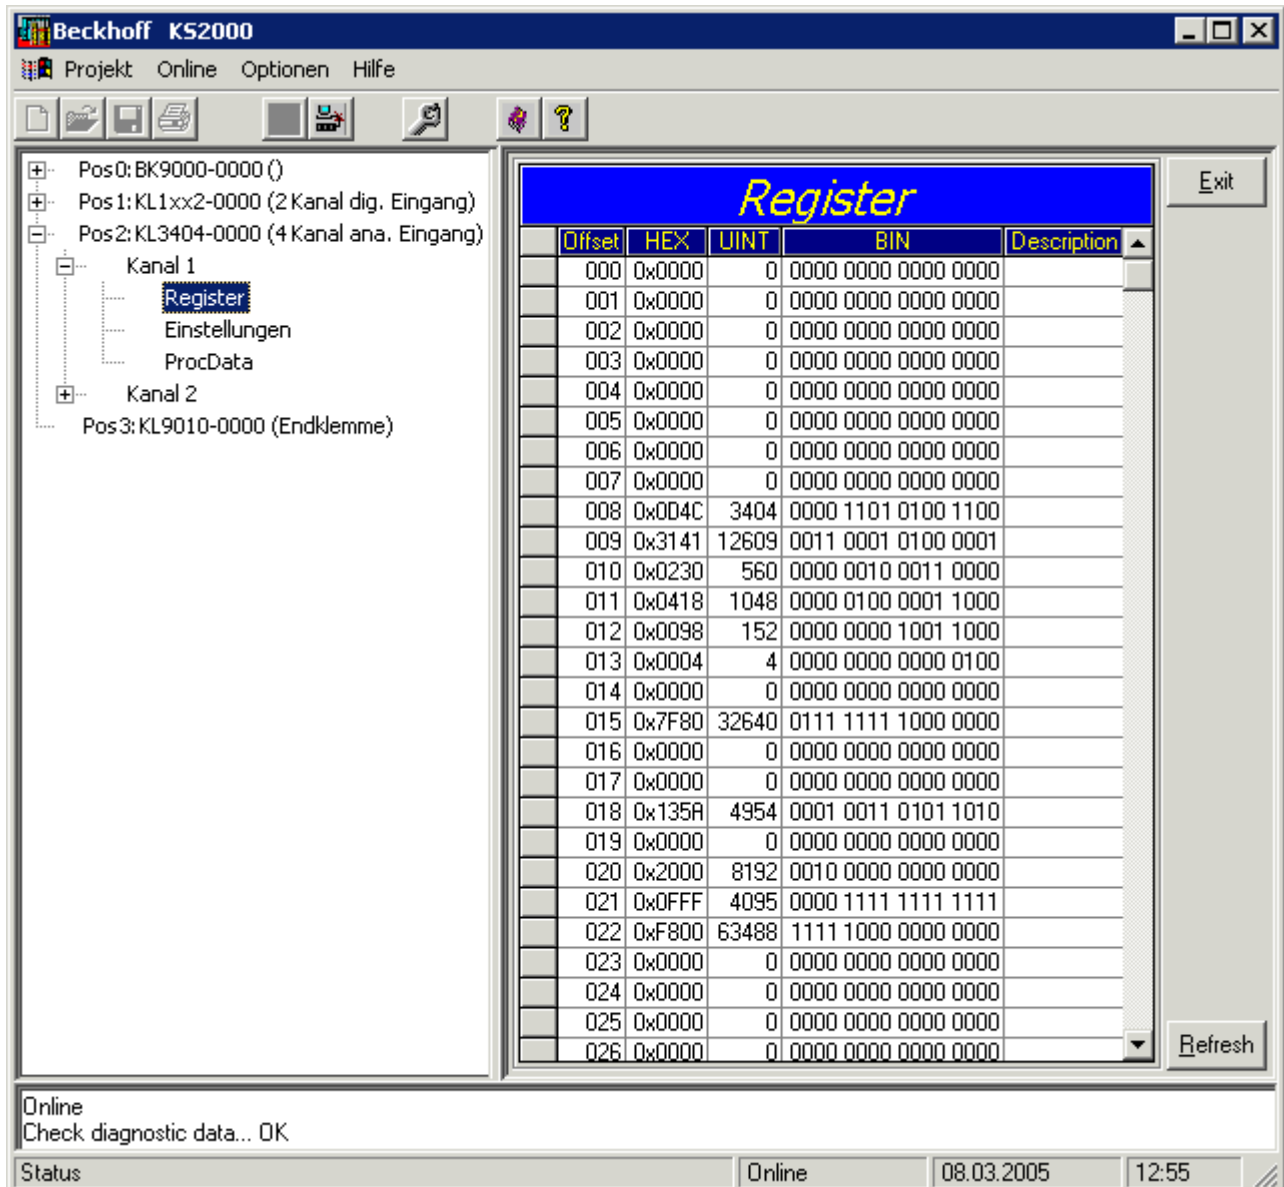 Beckhoff KS2000
Projekt Online Optionen Hilfe
Pos0: BK9000-0000 ()
Pos1: KL1xx2-0000 (2 Kanal dig. Eingang)
Pos2: KL3404-0000 (4 Kanal ana. Eingang)
Kanal 1
Register
Einstellungen
ProcData
Kanal 2
Pos3: KL9010-0000 (Endklemme)
Register
Offset HEX UINT BIN Description
000 0x0000 0 0000 0000 0000 0000
001 0x0000 0 0000 0000 0000 0000
002 0x0000 0 0000 0000 0000 0000
003 0x0000 0 0000 0000 0000 0000
004 0x0000 0 0000 0000 0000 0000
005 0x0000 0 0000 0000 0000 0000
006 0x0000 0 0000 0000 0000 0000
007 0x0000 0 0000 0000 0000 0000
008 0x0D4C 3404 0000 1101 0100 1100
009 0x3141 12609 0011 0001 0100 0001
010 0x0230 560 0000 0010 0011 0000
011 0x0418 1048 0000 0100 0001 1000
012 0x0098 152 0000 0000 1001 1000
013 0x0004 4 0000 0000 0000 0100
014 0x0000 0 0000 0000 0000 0000
015 0x7F80 32640 0111 1111 1000 0000
016 0x0000 0 0000 0000 0000 0000
017 0x0000 0 0000 0000 0000 0000
018 0x135A 4954 0001 0011 0101 1010
019 0x0000 0 0000 0000 0000 0000
020 0x2000 8192 0010 0000 0000 0000
021 0x0FFF 4095 0000 1111 1111 1111
022 0xF800 63488 1111 1000 0000 0000
023 0x0000 0 0000 0000 0000 0000
024 0x0000 0 0000 0000 0000 0000
025 0x0000 0 0000 0000 0000 0000
026 0x0000 0 0000 0000 0000 0000
Exit
Refresh
Online
Check diagnostic data... OK
Status Online 08.03.2005 12:55